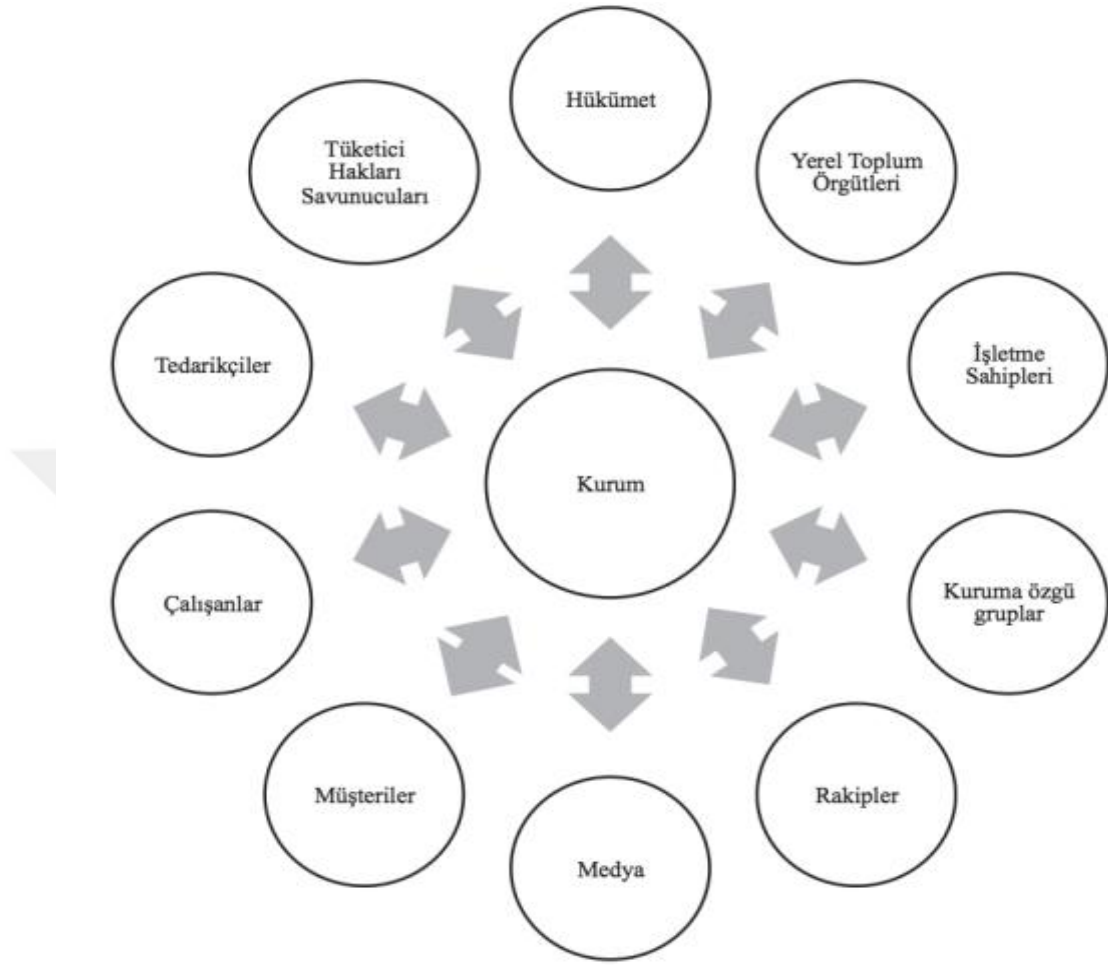 Hükümet
Yerel Toplum
Örgütleri
İşletme
Sahipleri
Kuruma özgü
gruplar
Rakipler
Medya
Müşteriler
Çalışanlar
Tedarikçiler
Tüketici
Hakları
Savunucuları
Kurum